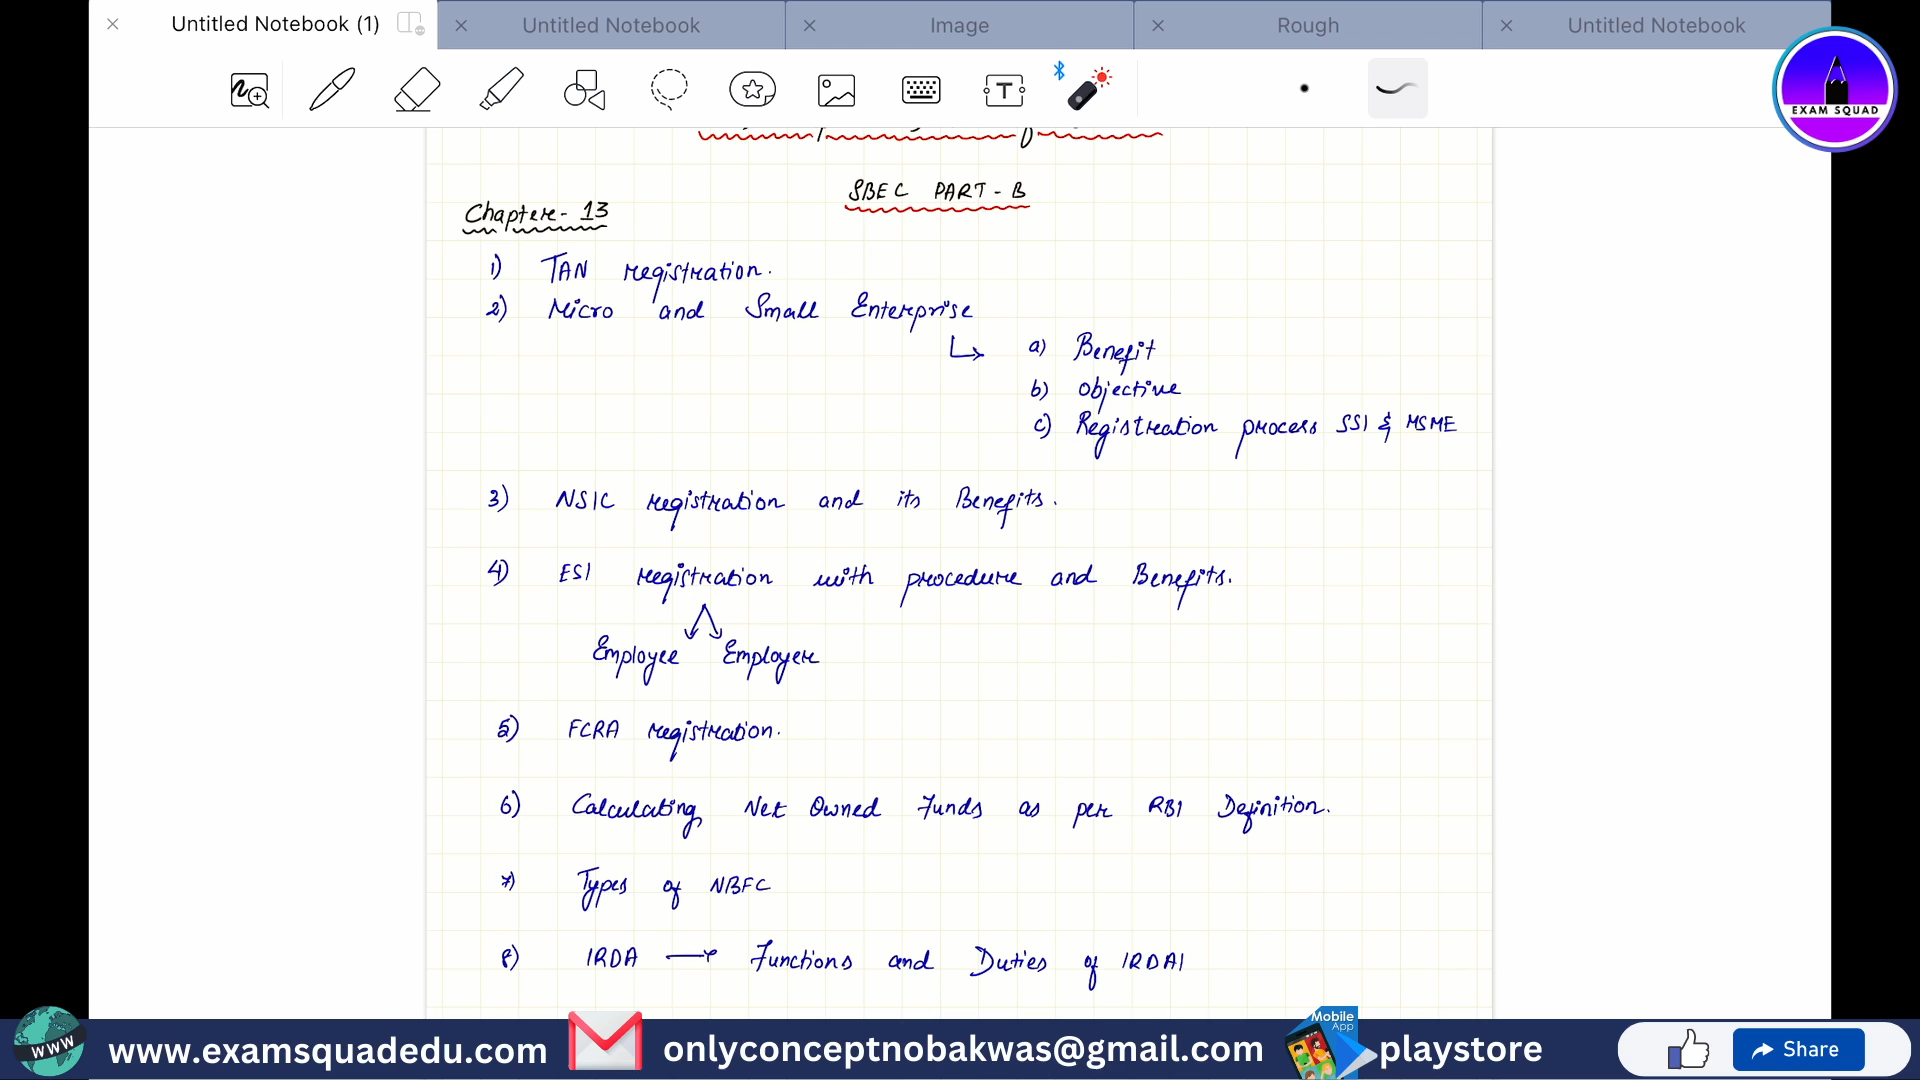 Untitled Notebook (1)
Untitled Notebook
Image
Rough
Untitled Notebook
EXAM SQUAD
SBEC PART - B
Chapter - 13
1) TAN registration.
2) Micro and Small Enterprise
a) Benefit
b) Objective
c) Registration process SSI & MSME
3) NSIC registration and its Benefits.
4) ESI registration with procedure and Benefits.
Employee Employer
5) FCRA registration.
6) Calculating Net Owned Funds as per RBI Definition.
7) Types of NBFC
8) IRDA → Functions and Duties of IRDAI
www
www.examsquadedu.com
onlyconceptnobakwas@gmail.com
Mobile
App
playstore
Share